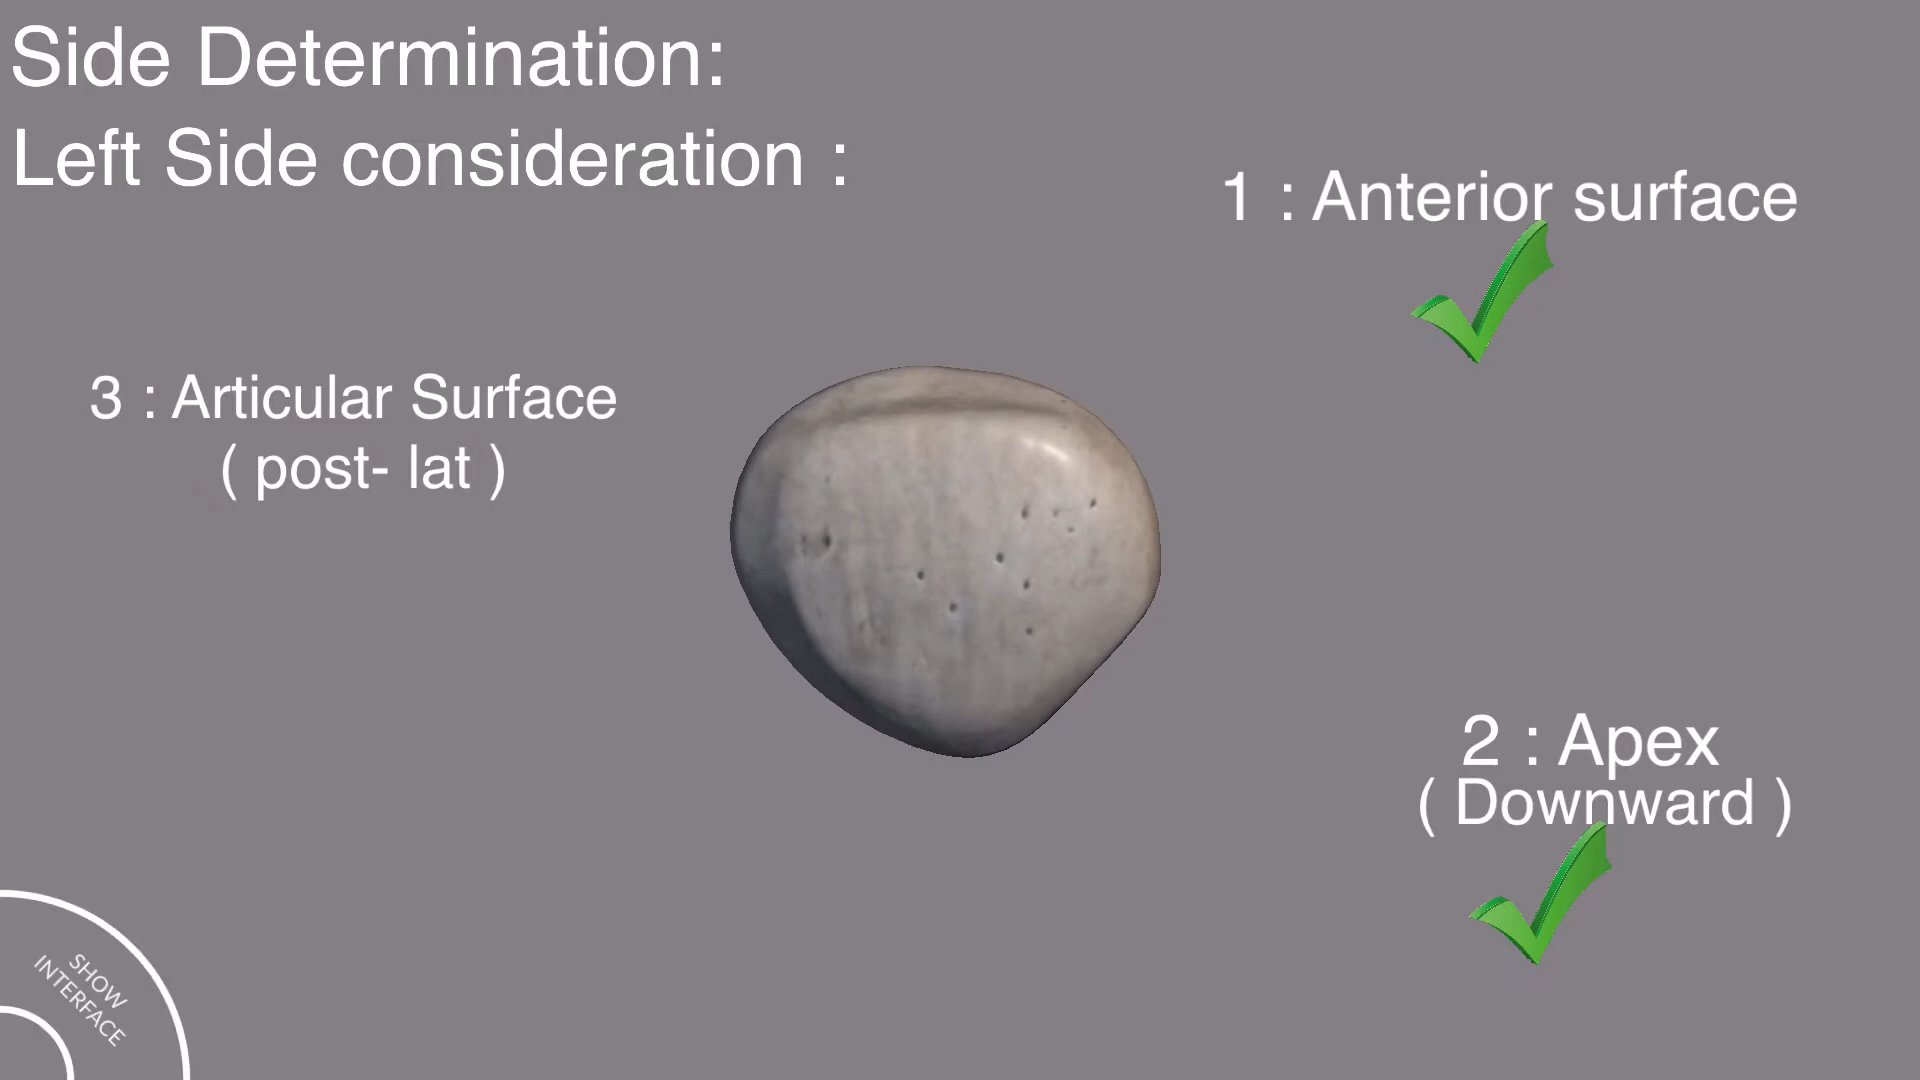 Side Determination:
Left Side consideration :
1 : Anterior surface
3 : Articular Surface
( post- lat )
2 : Apex
( Downward )
SHOW
INTERFACE